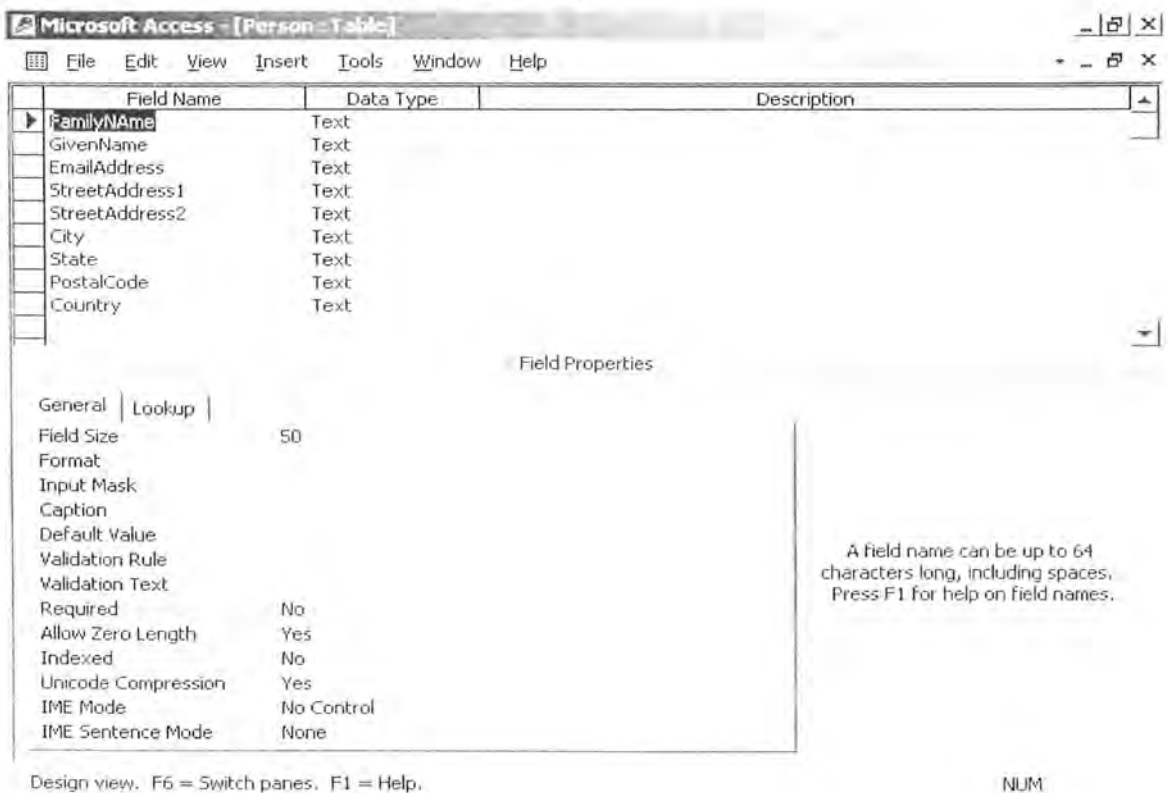 Microsoft Access - [Person : Table]
File Edit View Insert Tools Window Help
Field Name Data Type Description
FamilyNAme Text
GivenName Text
EmailAddress Text
StreetAddress1 Text
StreetAddress2 Text
City Text
State Text
PostalCode Text
Country Text
Field Properties
General Lookup
Field Size 50
Format
Input Mask
Caption
Default Value
Validation Rule
Validation Text
Required No
Allow Zero Length Yes
Indexed No
Unicode Compression Yes
IME Mode No Control
IME Sentence Mode None
A field name can be up to 64
characters long, including spaces.
Press F1 for help on field names.
Design view. F6 = Switch panes. F1 = Help. NUM